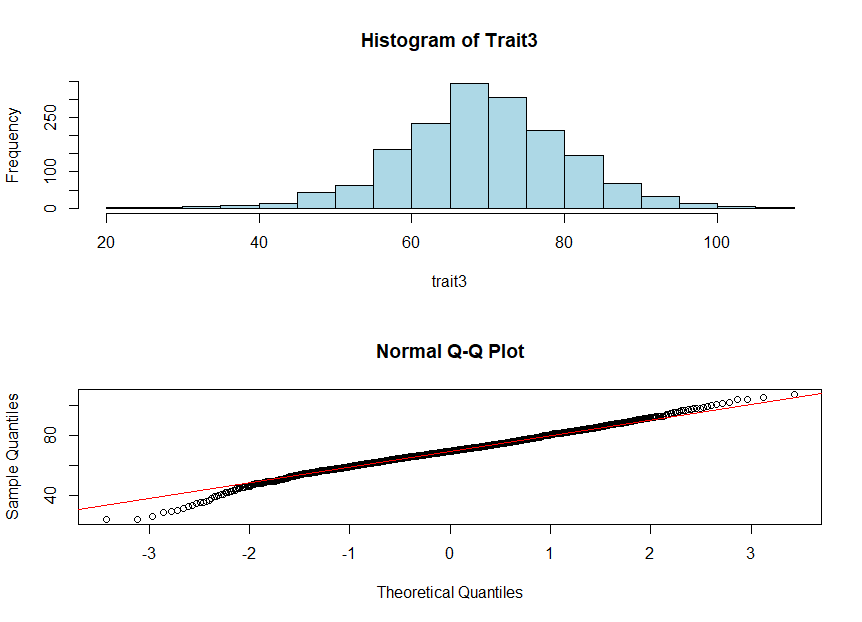 Histogram of Trait3
Frequency
250
100
0
20 40 60 80 100
trait3
Normal Q-Q Plot
Sample Quantiles
80
40
-3 -2 -1 0 1 2 3
Theoretical Quantiles